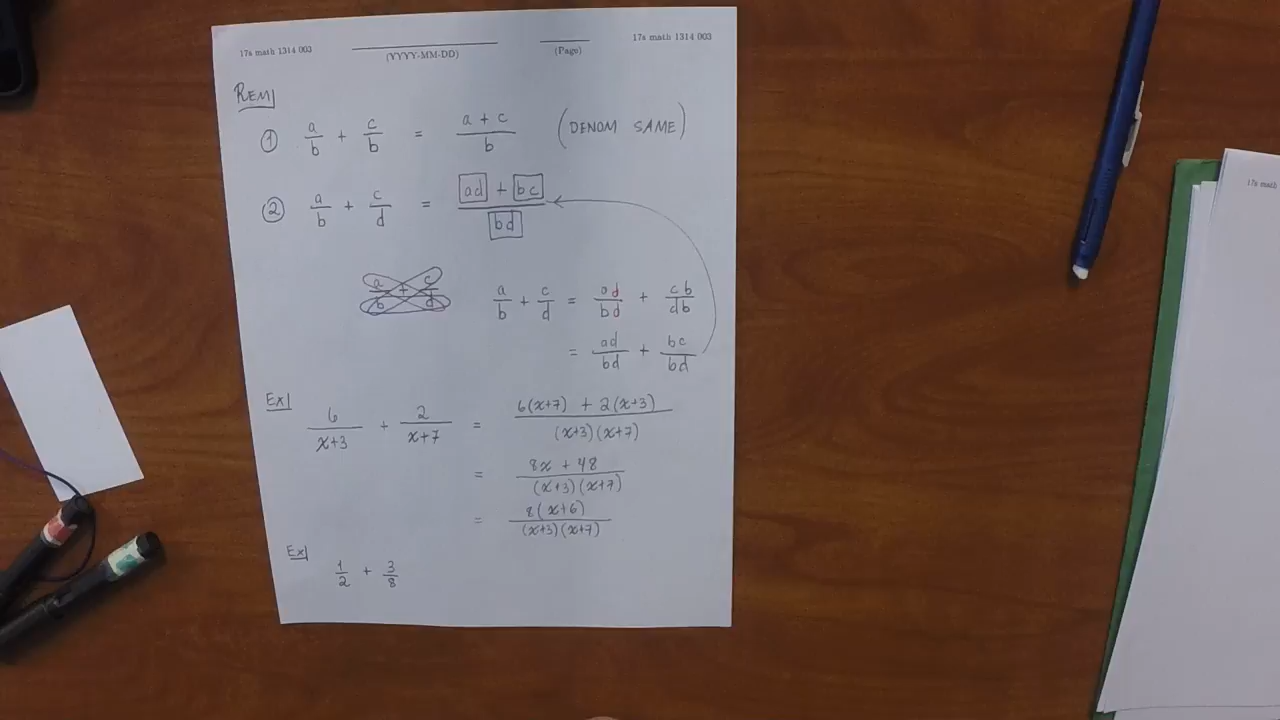 17s math 1314 003 (YYYY-MM-DD) (Page) 17s math 1314 003
REM
① a/b + c/b = (a + c)/b (DENOM SAME)
② a/b + c/d = (ad + bc)/bd
a/b + c/d
a/b + c/d = ad/bd + cb/db
= ad/bd + bc/bd
Ex 6/(x+3) + 2/(x+7) = (6(x+7) + 2(x+3))/((x+3)(x+7))
= (8x + 48)/((x+3)(x+7))
= 8(x+6)/((x+3)(x+7))
Ex
1/2 + 3/8
17s math